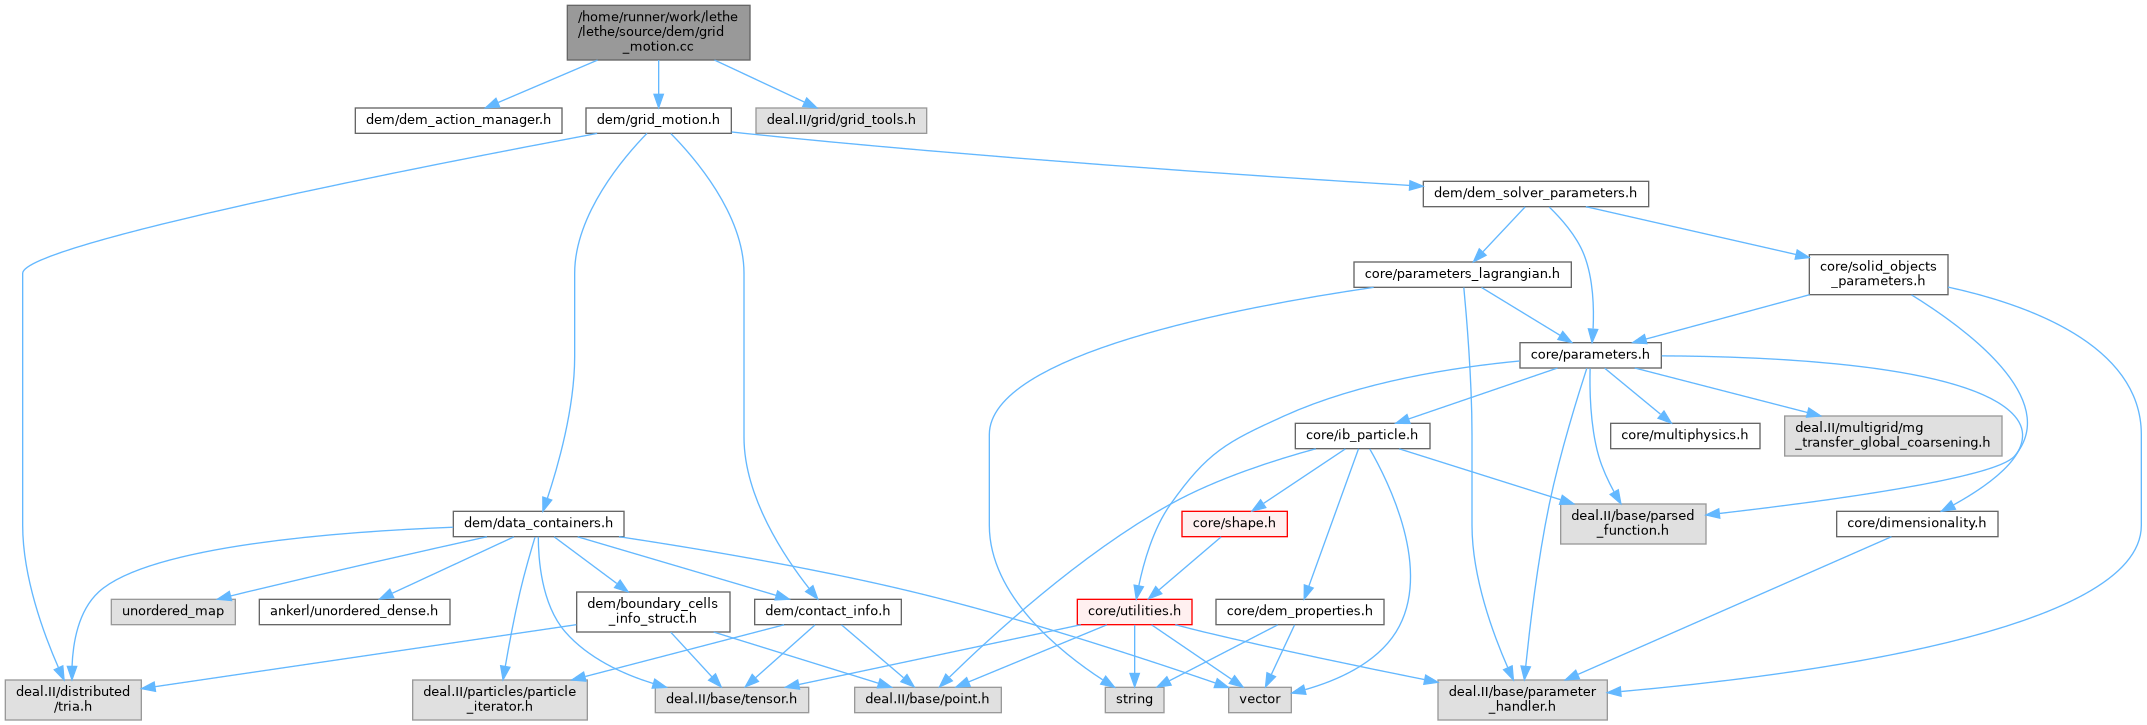 /home/runner/work/lethe
/lethe/source/dem/grid
_motion.cc
dem/dem_action_manager.h
dem/grid_motion.h
deal.II/grid/grid_tools.h
dem/dem_solver_parameters.h
core/parameters_lagrangian.h
core/solid_objects
_parameters.h
core/parameters.h
core/ib_particle.h
core/multiphysics.h
deal.II/multigrid/mg
_transfer_global_coarsening.h
dem/data_containers.h
core/shape.h
deal.II/base/parsed
_function.h
core/dimensionality.h
unordered_map
ankerl/unordered_dense.h
dem/boundary_cells
_info_struct.h
dem/contact_info.h
core/utilities.h
core/dem_properties.h
deal.II/distributed
/tria.h
deal.II/particles/particle
_iterator.h
deal.II/base/tensor.h
deal.II/base/point.h
string
vector
deal.II/base/parameter
_handler.h